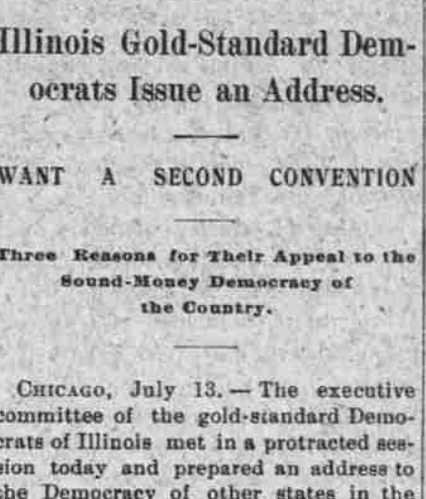 Illinois Gold-Standard Dem-
ocrats Issue an Address.
WANT A SECOND CONVENTION
Three Reasons for Their Appeal to the
Sound-Money Democracy of
the Country.
CHICAGO, July 13. — The executive
committee of the gold-standard Demo-
crats of Illinois met in a protracted ses-
sion today and prepared an address to
the Democracy of other states in the